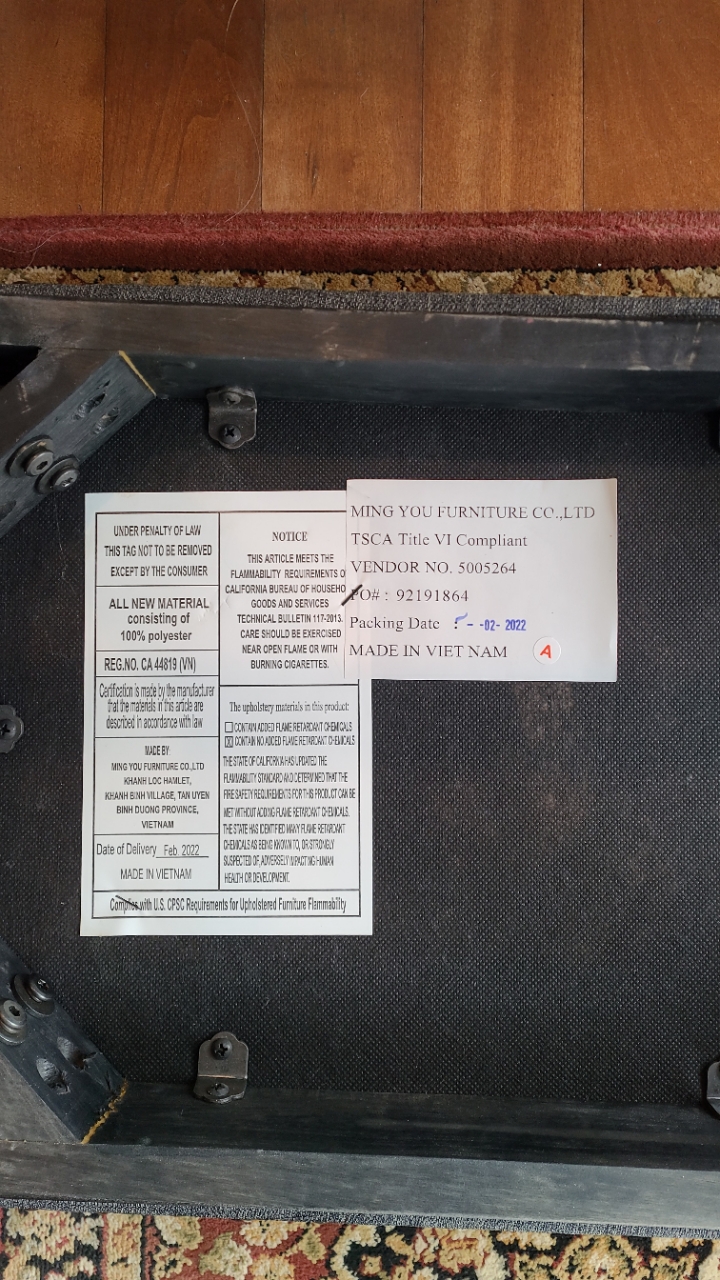 UNDER PENALTY OF LAW
THIS TAG NOT TO BE REMOVED
EXCEPT BY THE CONSUMER
ALL NEW MATERIAL
consisting of
100% polyester
REG.NO. CA 44819 (VN)
Certification is made by the manufacturer
that the materials in this article are
described in accordance with law
MADE BY
MING YOU FURNITURE CO.,LTD
KHANH LOC HAMLET,
KHANH BINH VILLAGE, TAN UYEN
BINH DUONG PROVINCE,
VIETNAM
Date of Delivery Feb. 2022
MADE IN VIETNAM
NOTICE
THIS ARTICLE MEETS THE
FLAMMABILITY REQUIREMENTS O
CALIFORNIA BUREAU OF HOUSEHO
GOODS AND SERVICES
TECHNICAL BULLETIN 117-2013.
CARE SHOULD BE EXERCISED
NEAR OPEN FLAME OR WITH
BURNING CIGARETTES.
The upholstery materials in this product:
CONTAIN ADDED FLAME RETARDANT CHEMICALS
CONTAIN NO ADDED FLAME RETARDANT CHEMICALS
THE STATE OF CALIFORNIA HAS UPDATED THE
FLAMMABILITY STANDARD AND DETERMINED THAT THE
FIRE SAFETY REQUIREMENTS FOR THIS PRODUCT CAN BE
MET WITHOUT ADDING FLAME RETARDANT CHEMICALS.
THE STATE HAS IDENTIFIED MANY FLAME RETARDANT
CHEMICALS AS BEING KNOWN TO, OR STRONGLY
SUSPECTED OF, ADVERSELY IMPACTING HUMAN
HEALTH OR DEVELOPMENT.
Complies with U.S. CPSC Requirements for Upholstered Furniture Flammability
MING YOU FURNITURE CO.,LTD
TSCA Title VI Compliant
VENDOR NO. 5005264
PO# : 92191864
Packing Date : -02- 2022
MADE IN VIET NAM A